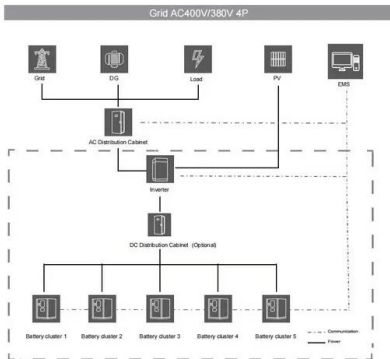 Grid AC400V/380V 4P
Grid
DG
Load
PV
EMS
AC Distribution Cabinet
Inverter
DC Distribution Cabinet (Optional)
Battery cluster 1
Battery cluster 2
Battery cluster 3
Battery cluster 4
Battery cluster 5
Communication
Power